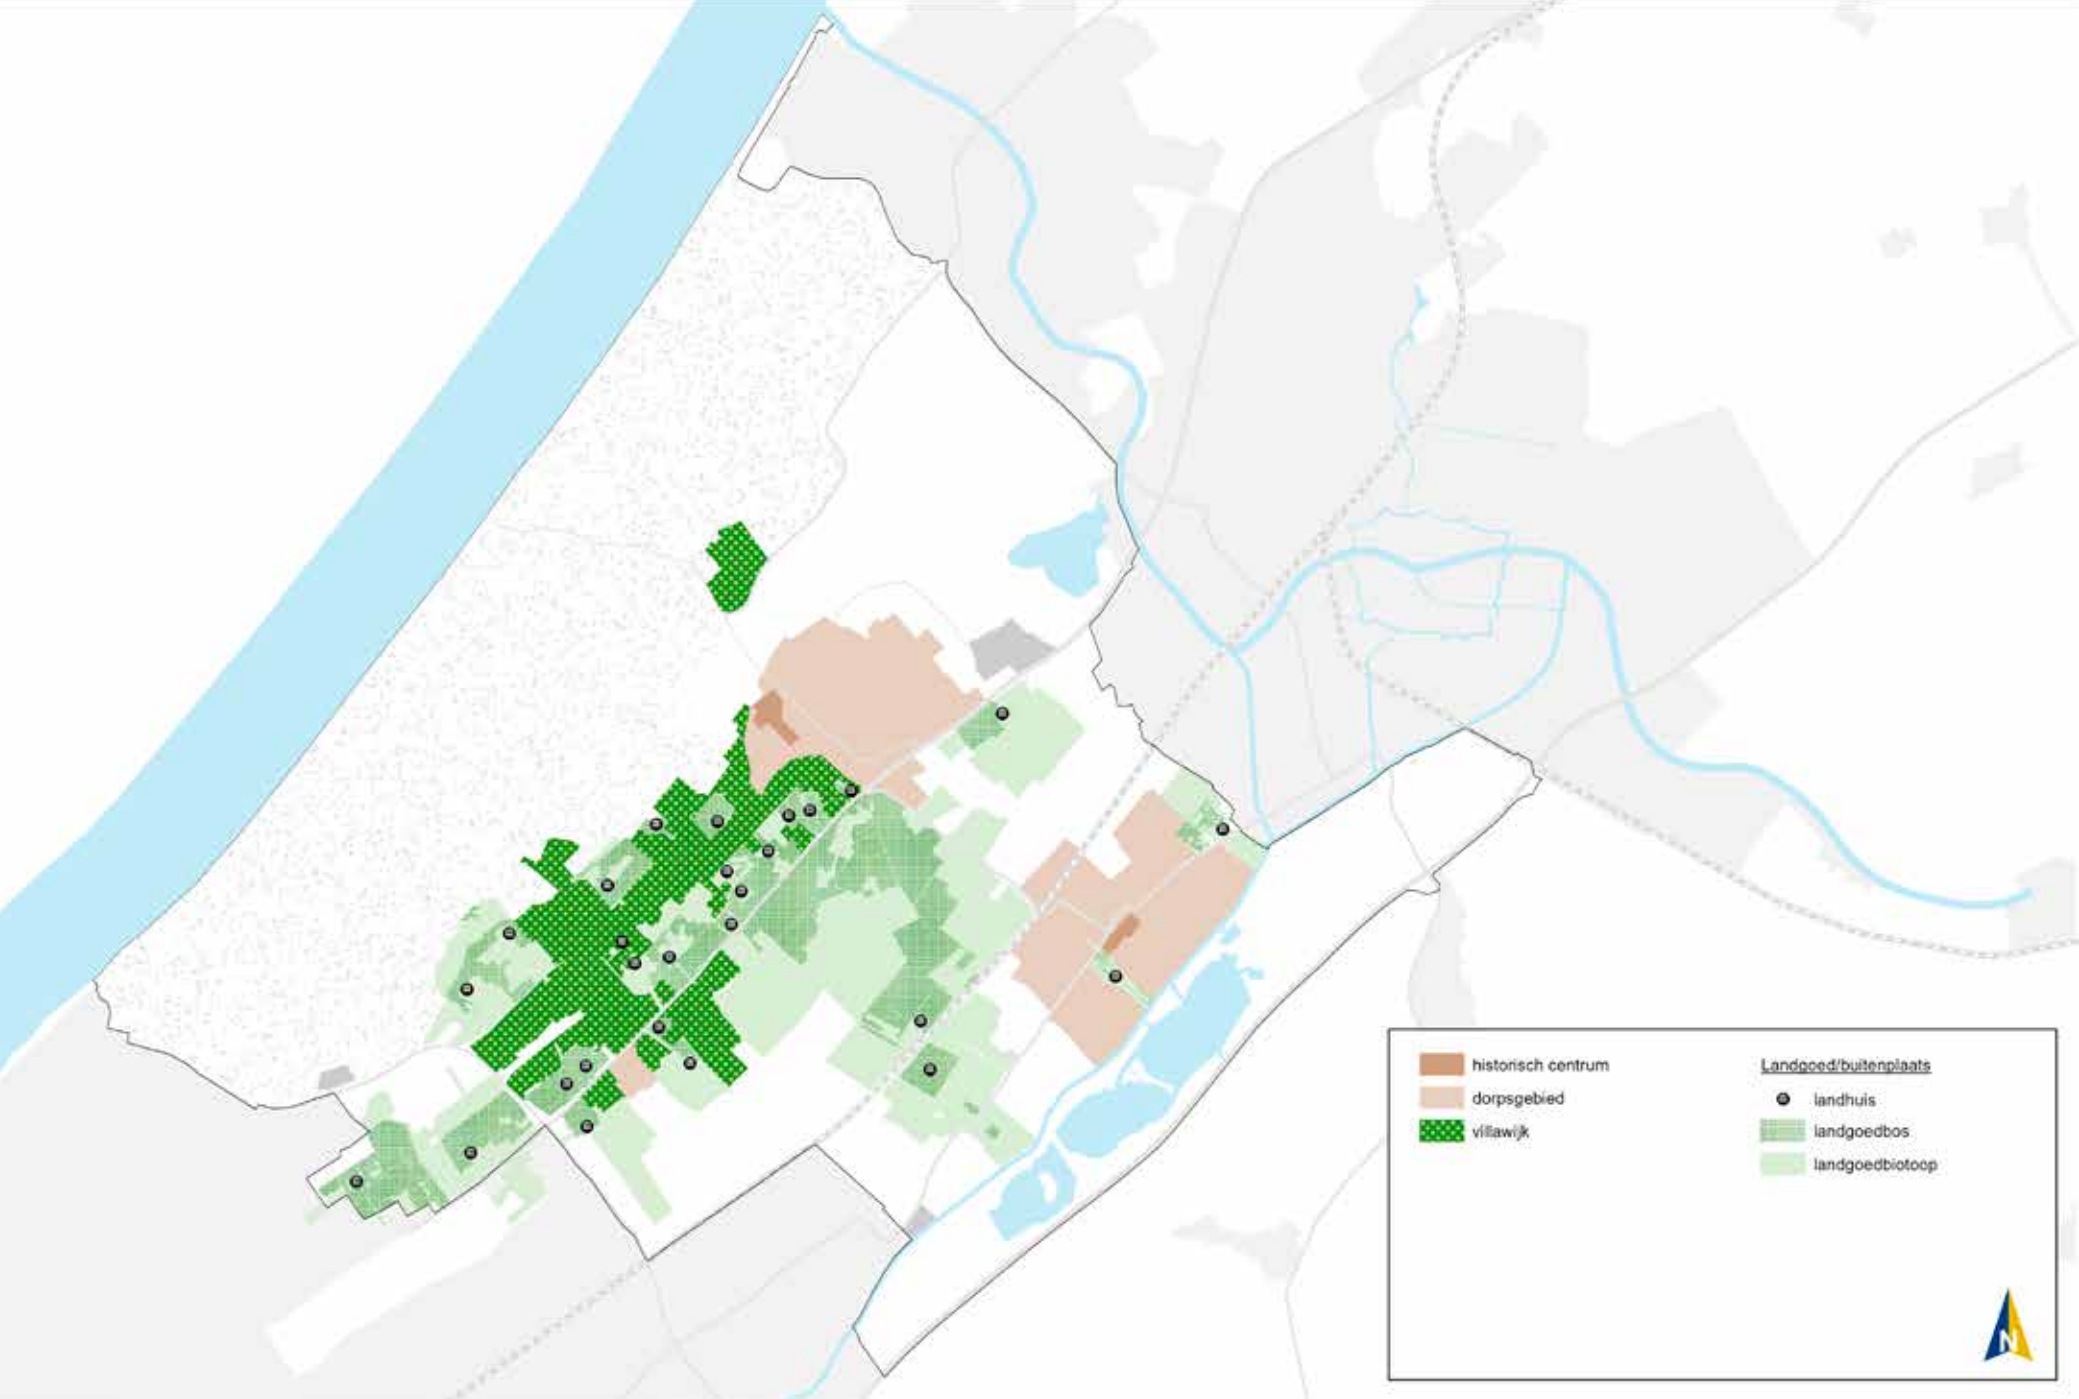 historisch centrum
dorpsgebied
villawijk
Landgoed/buitenplaats
landhuis
landgoedbos
landgoedbiotoop
N